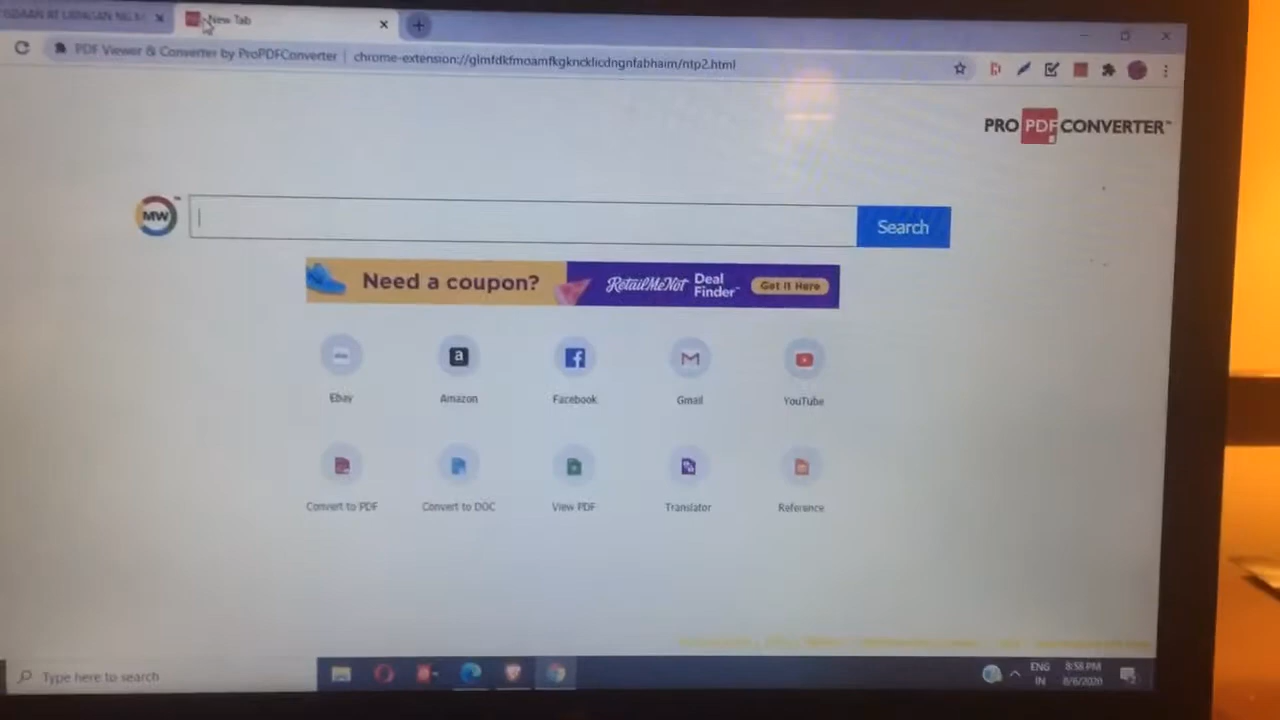 New Tab
PDF Viewer & Converter by ProPDFConverter | chrome-extension://glmfdkfmoamfkgkncklicdngnfabhaim/ntp2.html
PRO PDF CONVERTER™
MW
Search
Need a coupon? RetailMeNot Deal Finder™ Get It Here
Ebay Amazon Facebook Gmail YouTube
Convert to PDF Convert to DOC View PDF Translator Reference
Type here to search
ENG 8:58 PM
IN 8/6/2020